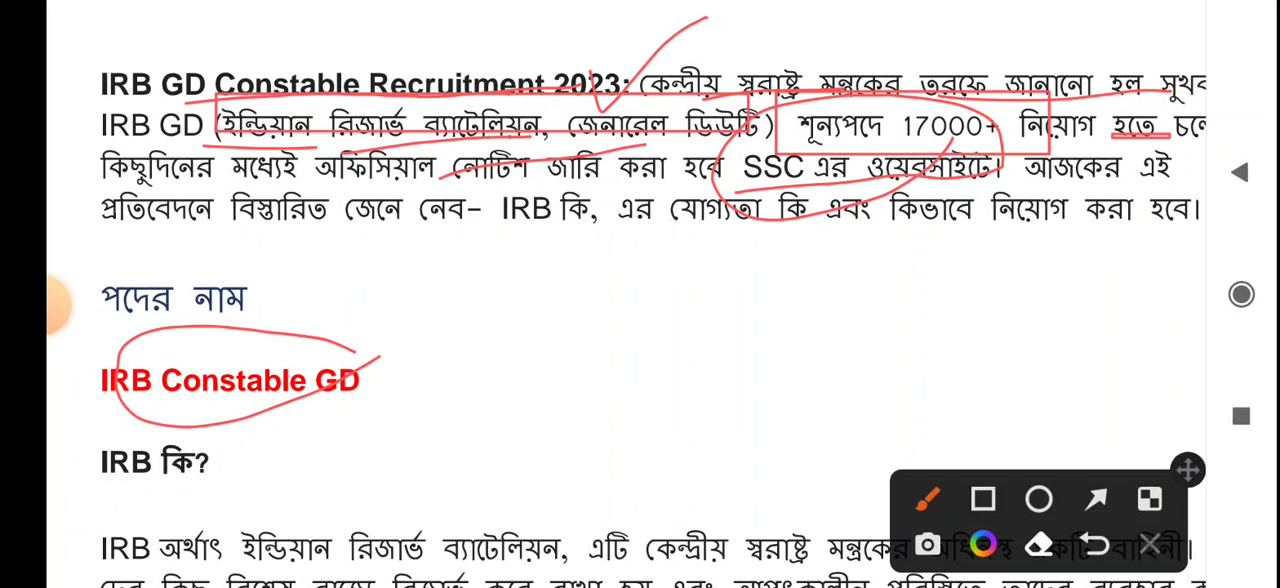 IRB GD Constable Recruitment 2023: কেন্দ্রীয় স্বরাষ্ট্র মন্ত্রকের তরফে জানানো হল সুখব
IRB GD (ইন্ডিয়ান রিজার্ভ ব্যাটেলিয়ন, জেনারেল ডিউটি) শূন্যপদে 17000+ নিয়োগ হতে চলে
কিছুদিনের মধ্যেই অফিসিয়াল নোটিশ জারি করা হবে SSC এর ওয়েবসাইটে। আজকের এই
প্রতিবেদনে বিস্তারিত জেনে নেব– IRB কি, এর যোগ্যতা কি এবং কিভাবে নিয়োগ করা হবে।
পদের নাম
IRB Constable GD
IRB কি?
IRB অর্থাৎ ইন্ডিয়ান রিজার্ভ ব্যাটেলিয়ন, এটি কেন্দ্রীয় স্বরাষ্ট্র মন্ত্রকের